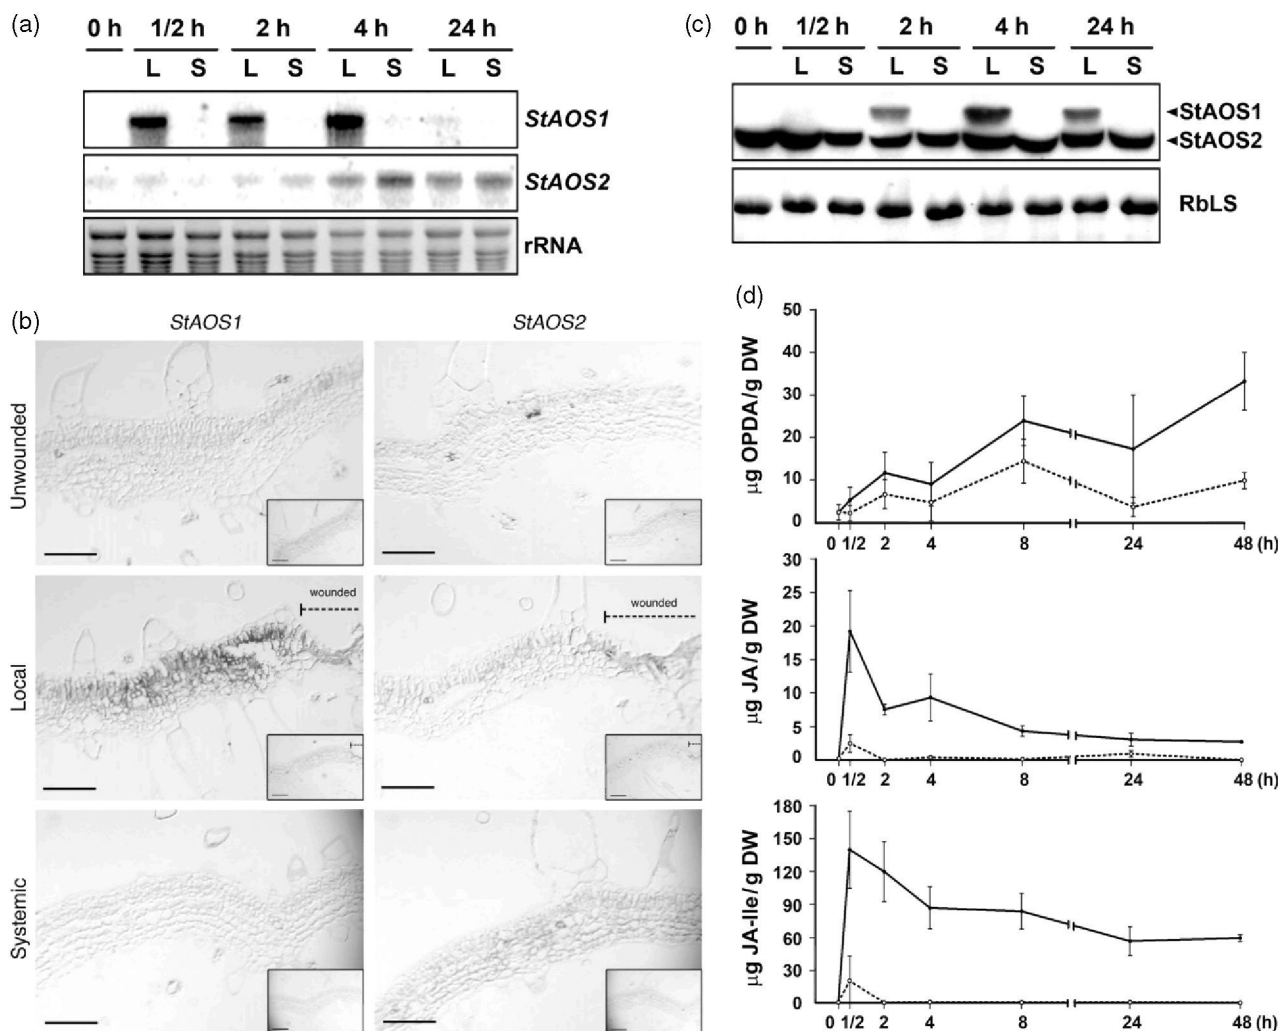 (a)
0 h 1/2 h 2 h 4 h 24 h
L S L S L S L S
StAOS1
StAOS2
rRNA
(c)
0 h 1/2 h 2 h 4 h 24 h
L S L S L S L S
◄StAOS1
◄StAOS2
RbLS
(b)
StAOS1 StAOS2
Unwounded
Local
wounded wounded
Systemic
(d)
µg OPDA/g DW
50
40
30
20
10
0
0 1/2 2 4 8 24 48 (h)
µg JA/g DW
30
25
20
15
10
5
0
0 1/2 2 4 8 24 48 (h)
µg JA-Ile/g DW
180
150
120
90
60
30
0
0 1/2 2 4 8 24 48 (h)